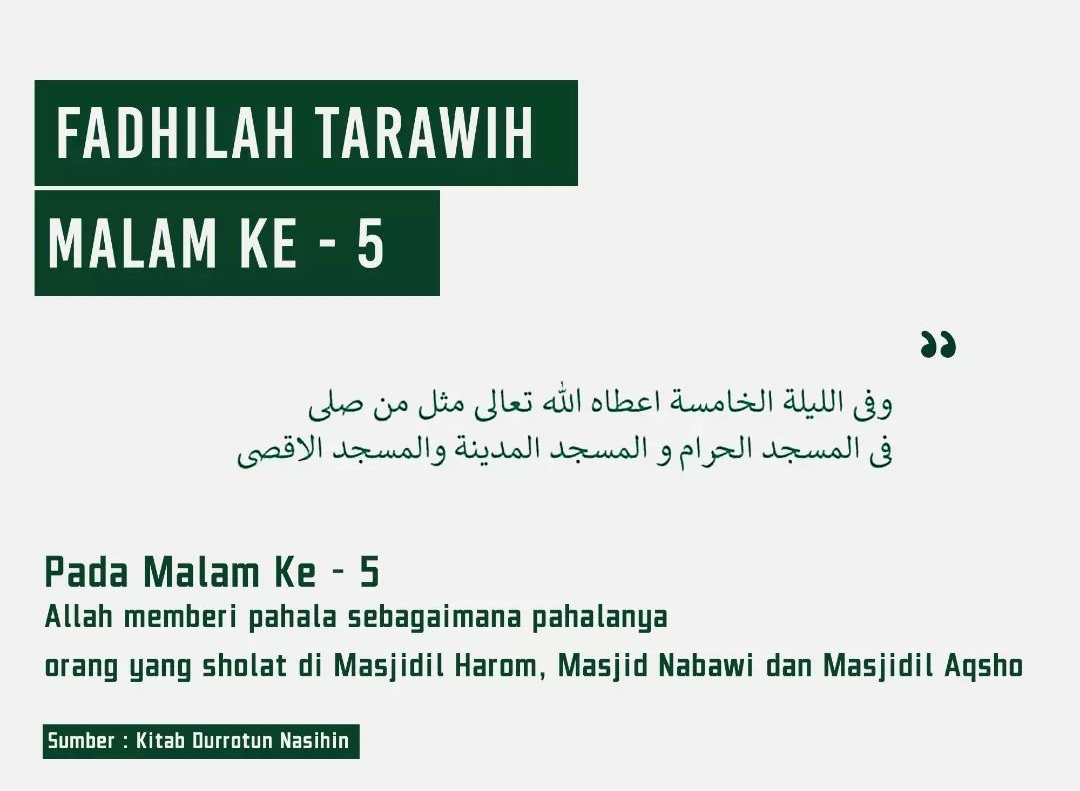 FADHILAH TARAWIH
MALAM KE - 5
”
وفى الليلة الخامسة اعطاه الله تعالى مثل من صلى
فى المسجد الحرام و المسجد المدينة والمسجد الاقصى
Pada Malam Ke - 5
Allah memberi pahala sebagaimana pahalanya
orang yang sholat di Masjidil Harom, Masjid Nabawi dan Masjidil Aqsho
Sumber : Kitab Durrotun Nasihin